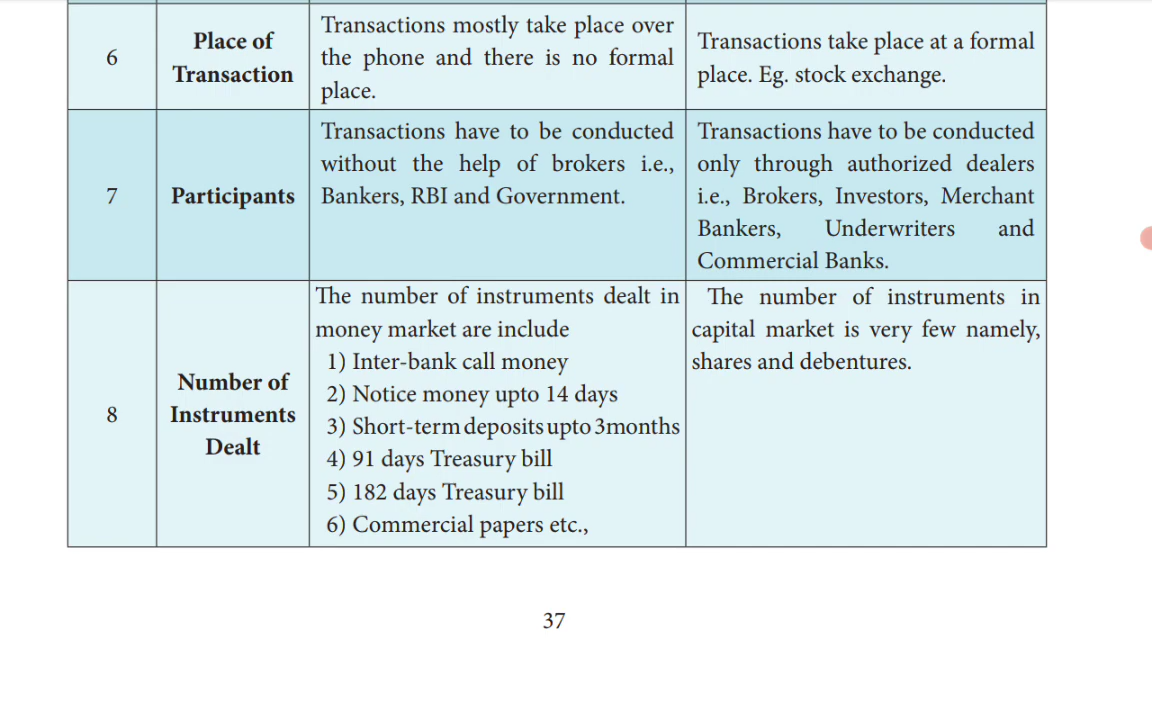 6
Place of
Transaction
Transactions mostly take place over
the phone and there is no formal
place.
Transactions take place at a formal
place. Eg. stock exchange.
7
Participants
Transactions have to be conducted
without the help of brokers i.e.,
Bankers, RBI and Government.
Transactions have to be conducted
only through authorized dealers
i.e., Brokers, Investors, Merchant
Bankers, Underwriters and
Commercial Banks.
8
Number of
Instruments
Dealt
The number of instruments dealt in
money market are include
1) Inter-bank call money
2) Notice money upto 14 days
3) Short-term deposits upto 3months
4) 91 days Treasury bill
5) 182 days Treasury bill
6) Commercial papers etc.,
The number of instruments in
capital market is very few namely,
shares and debentures.
37